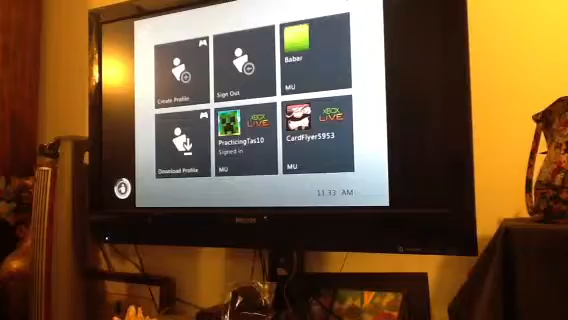 Create Profile
Sign Out
Babar
MU
Download Profile
PracticingTas10
Signed in
XBOX
LIVE
MU
CardFlyer5953
XBOX
LIVE
MU
11:33 AM
PHILIPS